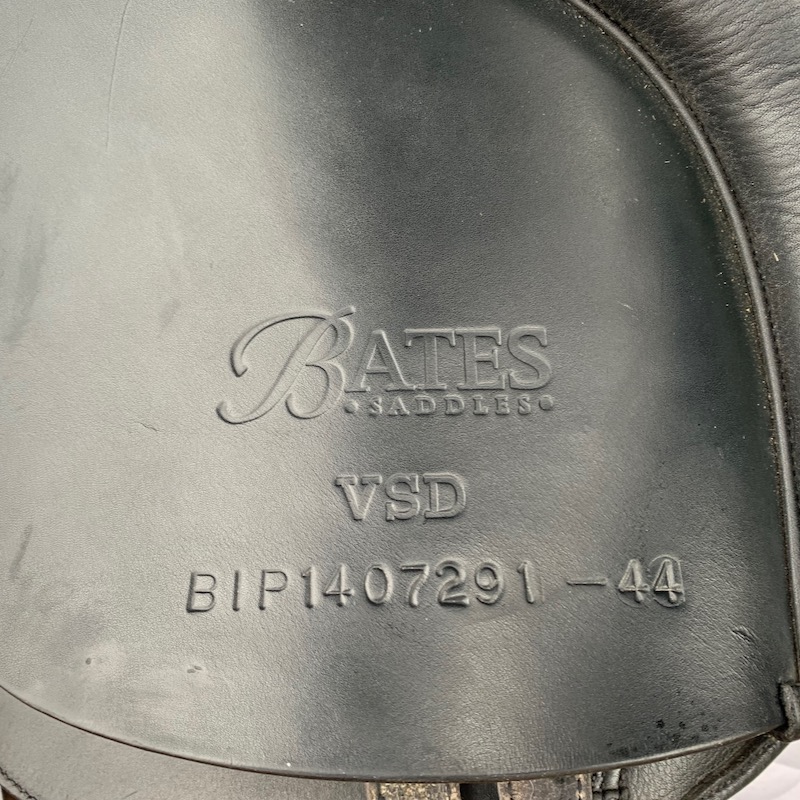 BATES
•SADDLES•
VSD
BIP1407291-44